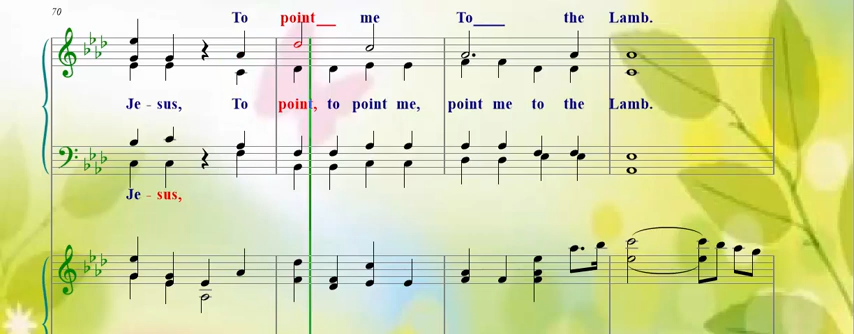 70
To point__ me To____ the Lamb.
Je - sus, To point, to point me, point me to the Lamb.
Je - sus,